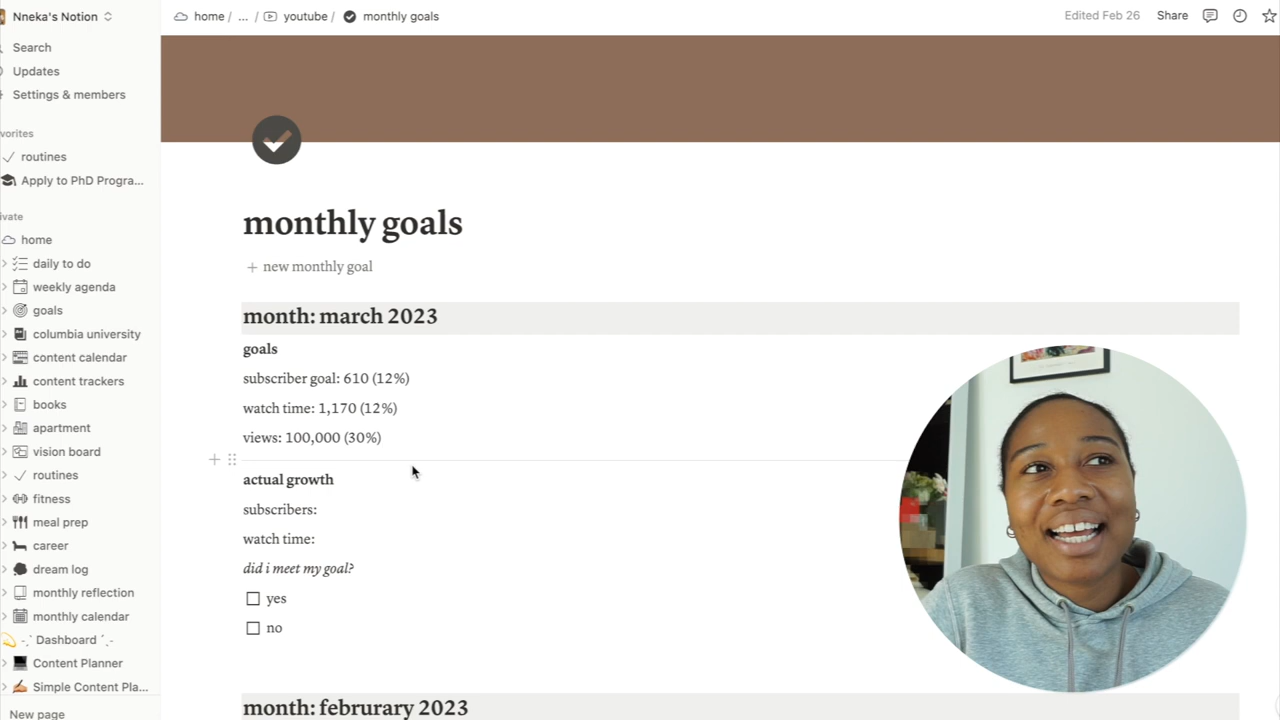 Nneka's Notion
home / ... / youtube / monthly goals
Edited Feb 26
Share
Search
Updates
Settings & members
vorites
routines
Apply to PhD Progra...
ivate
home
daily to do
weekly agenda
goals
columbia university
content calendar
content trackers
books
apartment
vision board
routines
fitness
meal prep
career
dream log
monthly reflection
monthly calendar
-ˎˊ Dashboard ˊˎ-
Content Planner
Simple Content Pla...
New page
monthly goals
+ new monthly goal
month: march 2023
goals
subscriber goal: 610 (12%)
watch time: 1,170 (12%)
views: 100,000 (30%)
actual growth
subscribers:
watch time:
did i meet my goal?
yes
no
month: februrary 2023